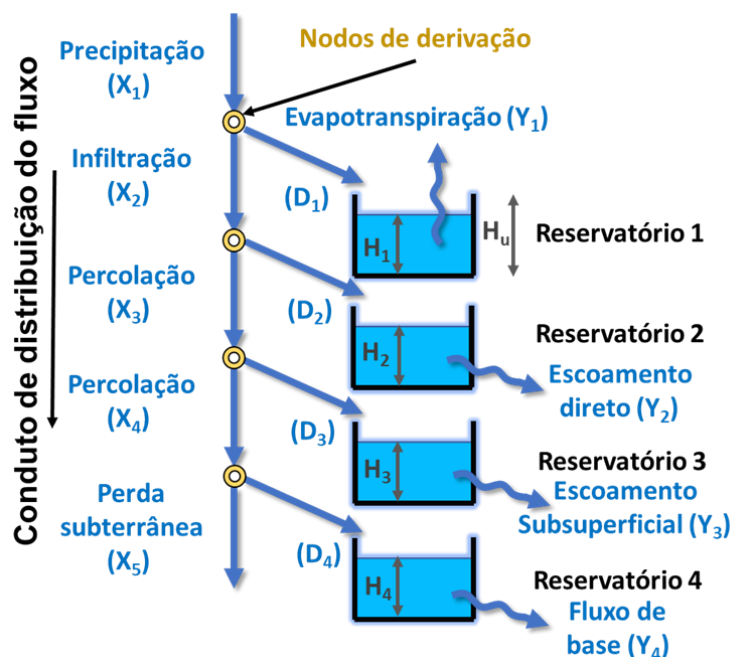 Conduto de distribuição do fluxo
Precipitação
(X₁)
Nodos de derivação
Evapotranspiração (Y₁)
Infiltração
(X₂)
(D₁)
H₁
Hᵤ
Reservatório 1
Percolação
(X₃)
(D₂)
H₂
Reservatório 2
Escoamento
direto (Y₂)
Percolação
(X₄)
(D₃)
H₃
Reservatório 3
Escoamento
Subsuperficial (Y₃)
Perda
subterrânea
(X₅)
(D₄)
H₄
Reservatório 4
Fluxo de
base (Y₄)